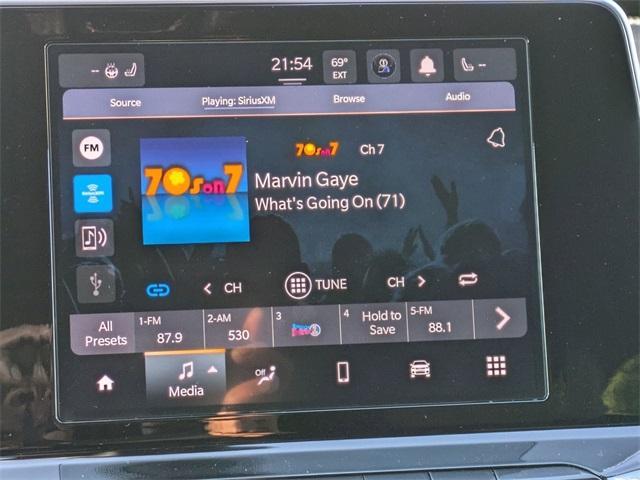 -- 21:54 69° EXT --
Source Playing: SiriusXM Browse Audio
FM
70s on 7 Ch 7
70s on 7
Marvin Gaye
What's Going On (71)
SiriusXM
CH TUNE CH
All Presets 1-FM 87.9 2-AM 530 3 4 Hold to Save 5-FM 88.1
Media Off